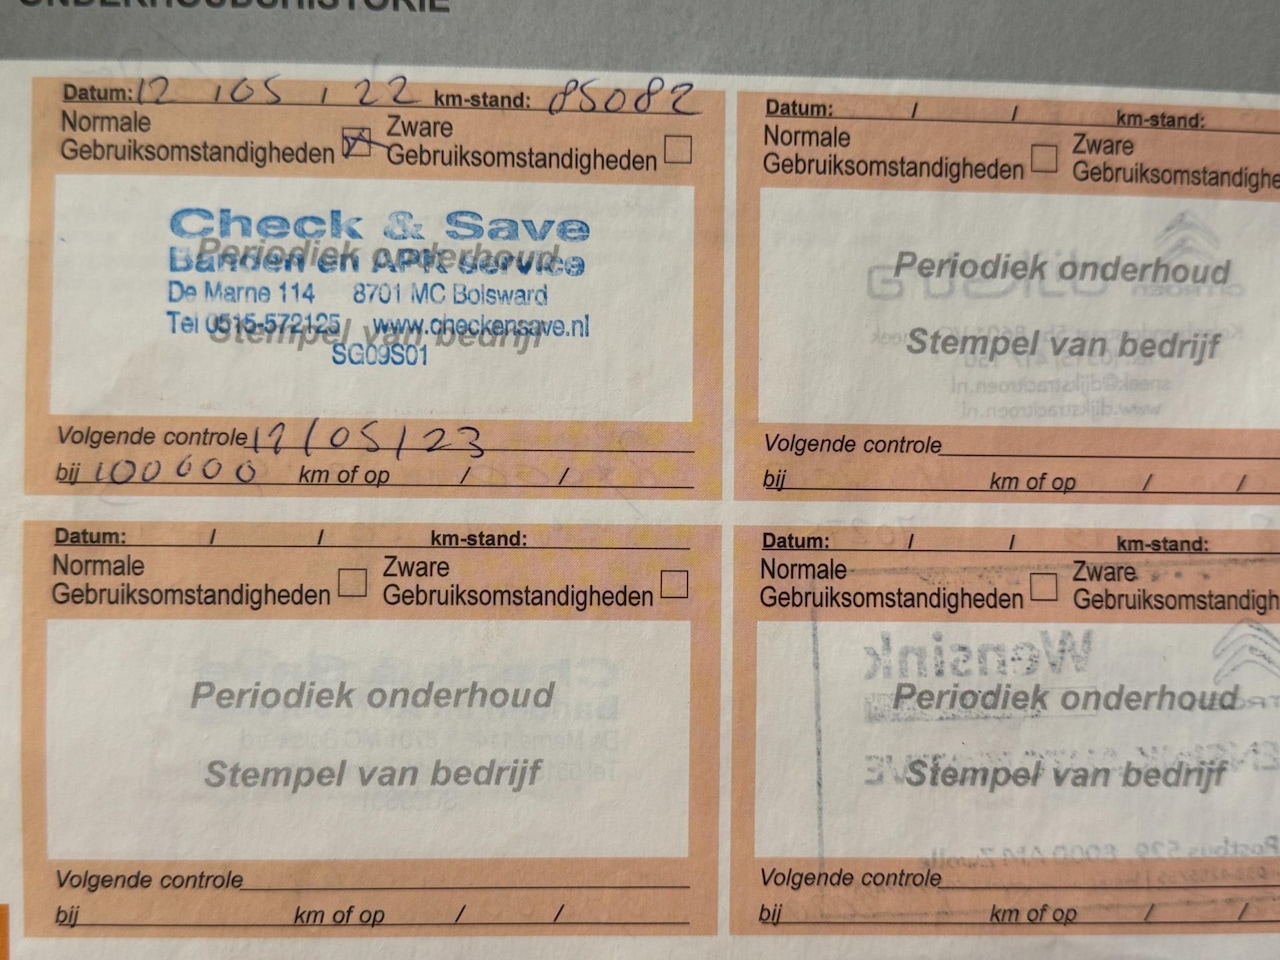 ONDERHOUDSHISTORIE
Datum: 12 / 05 / 22 km-stand: 85082
Normale Gebruiksomstandigheden Zware Gebruiksomstandigheden
Check & Save
Periodiek onderhoud
Banden en APK service
De Marne 114 8701 MC Bolsward
Tel 0515-572125 www.checkensave.nl
Stempel van bedrijf
SG09S01
Volgende controle 12/05/23
bij 100000 km of op / /
Datum: / / km-stand:
Normale Gebruiksomstandigheden Zware Gebruiksomstandighe
Periodiek onderhoud
Stempel van bedrijf
Volgende controle
bij km of op / /
Datum: / / km-stand:
Normale Gebruiksomstandigheden Zware Gebruiksomstandigheden
Periodiek onderhoud
Stempel van bedrijf
Volgende controle
bij km of op / /
Datum: / / km-stand:
Normale Gebruiksomstandigheden Zware Gebruiksomstandigh
Wensink
Periodiek onderhoud
Stempel van bedrijf
Volgende controle
bij km of op / /